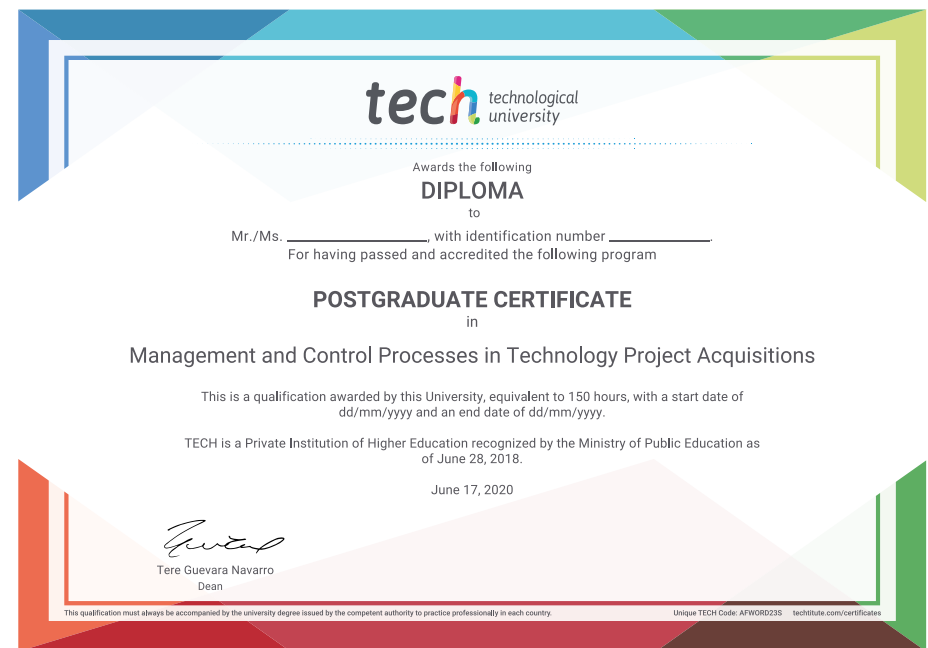 tech technological
university
Awards the following
DIPLOMA
to
Mr./Ms. ____________, with identification number ____________.
For having passed and accredited the following program
POSTGRADUATE CERTIFICATE
in
Management and Control Processes in Technology Project Acquisitions
This is a qualification awarded by this University, equivalent to 150 hours, with a start date of
dd/mm/yyyy and an end date of dd/mm/yyyy.
TECH is a Private Institution of Higher Education recognized by the Ministry of Public Education as
of June 28, 2018.
June 17, 2020
Tere Guevara Navarro
Dean
This qualification must always be accompanied by the university degree issued by the competent authority to practice professionally in each country.
Unique TECH Code: AFWORD23S techtitute.com/certificates